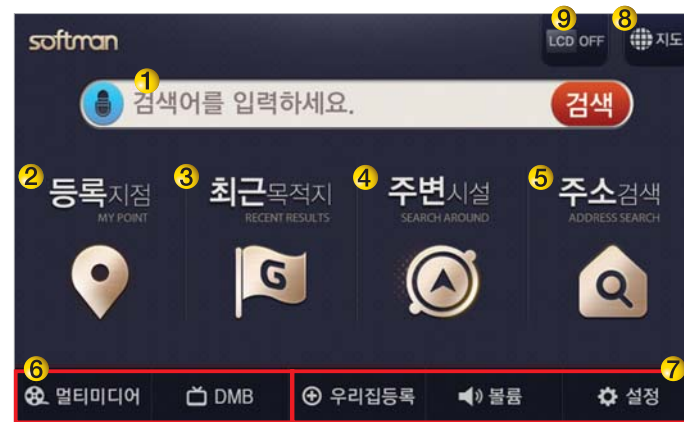 softman
9
LCD OFF
8
지도
1
검색어를 입력하세요.
검색
2
등록지점
MY POINT
3
최근목적지
RECENT RESULTS
G
4
주변시설
SEARCH AROUND
5
주소검색
ADDRESS SEARCH
6
멀티미디어
DMB
우리집등록
볼륨
7
설정